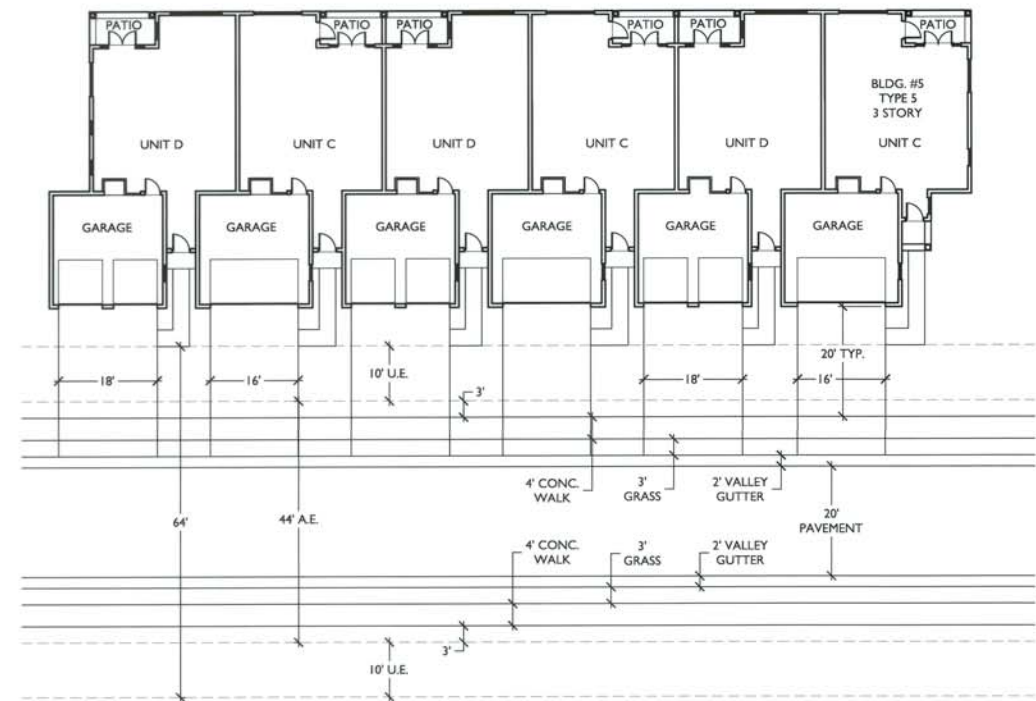 PATIO
PATIO
PATIO
PATIO
PATIO
PATIO
BLDG. #5
TYPE 5
3 STORY
UNIT D
UNIT C
UNIT D
UNIT C
UNIT D
UNIT C
GARAGE
GARAGE
GARAGE
GARAGE
GARAGE
GARAGE
20' TYP.
10' U.E.
18'
16'
18'
16'
3'
4' CONC.
WALK
3'
GRASS
2' VALLEY
GUTTER
64'
44' A.E.
20'
PAVEMENT
4' CONC.
WALK
3'
GRASS
2' VALLEY
GUTTER
3'
10' U.E.